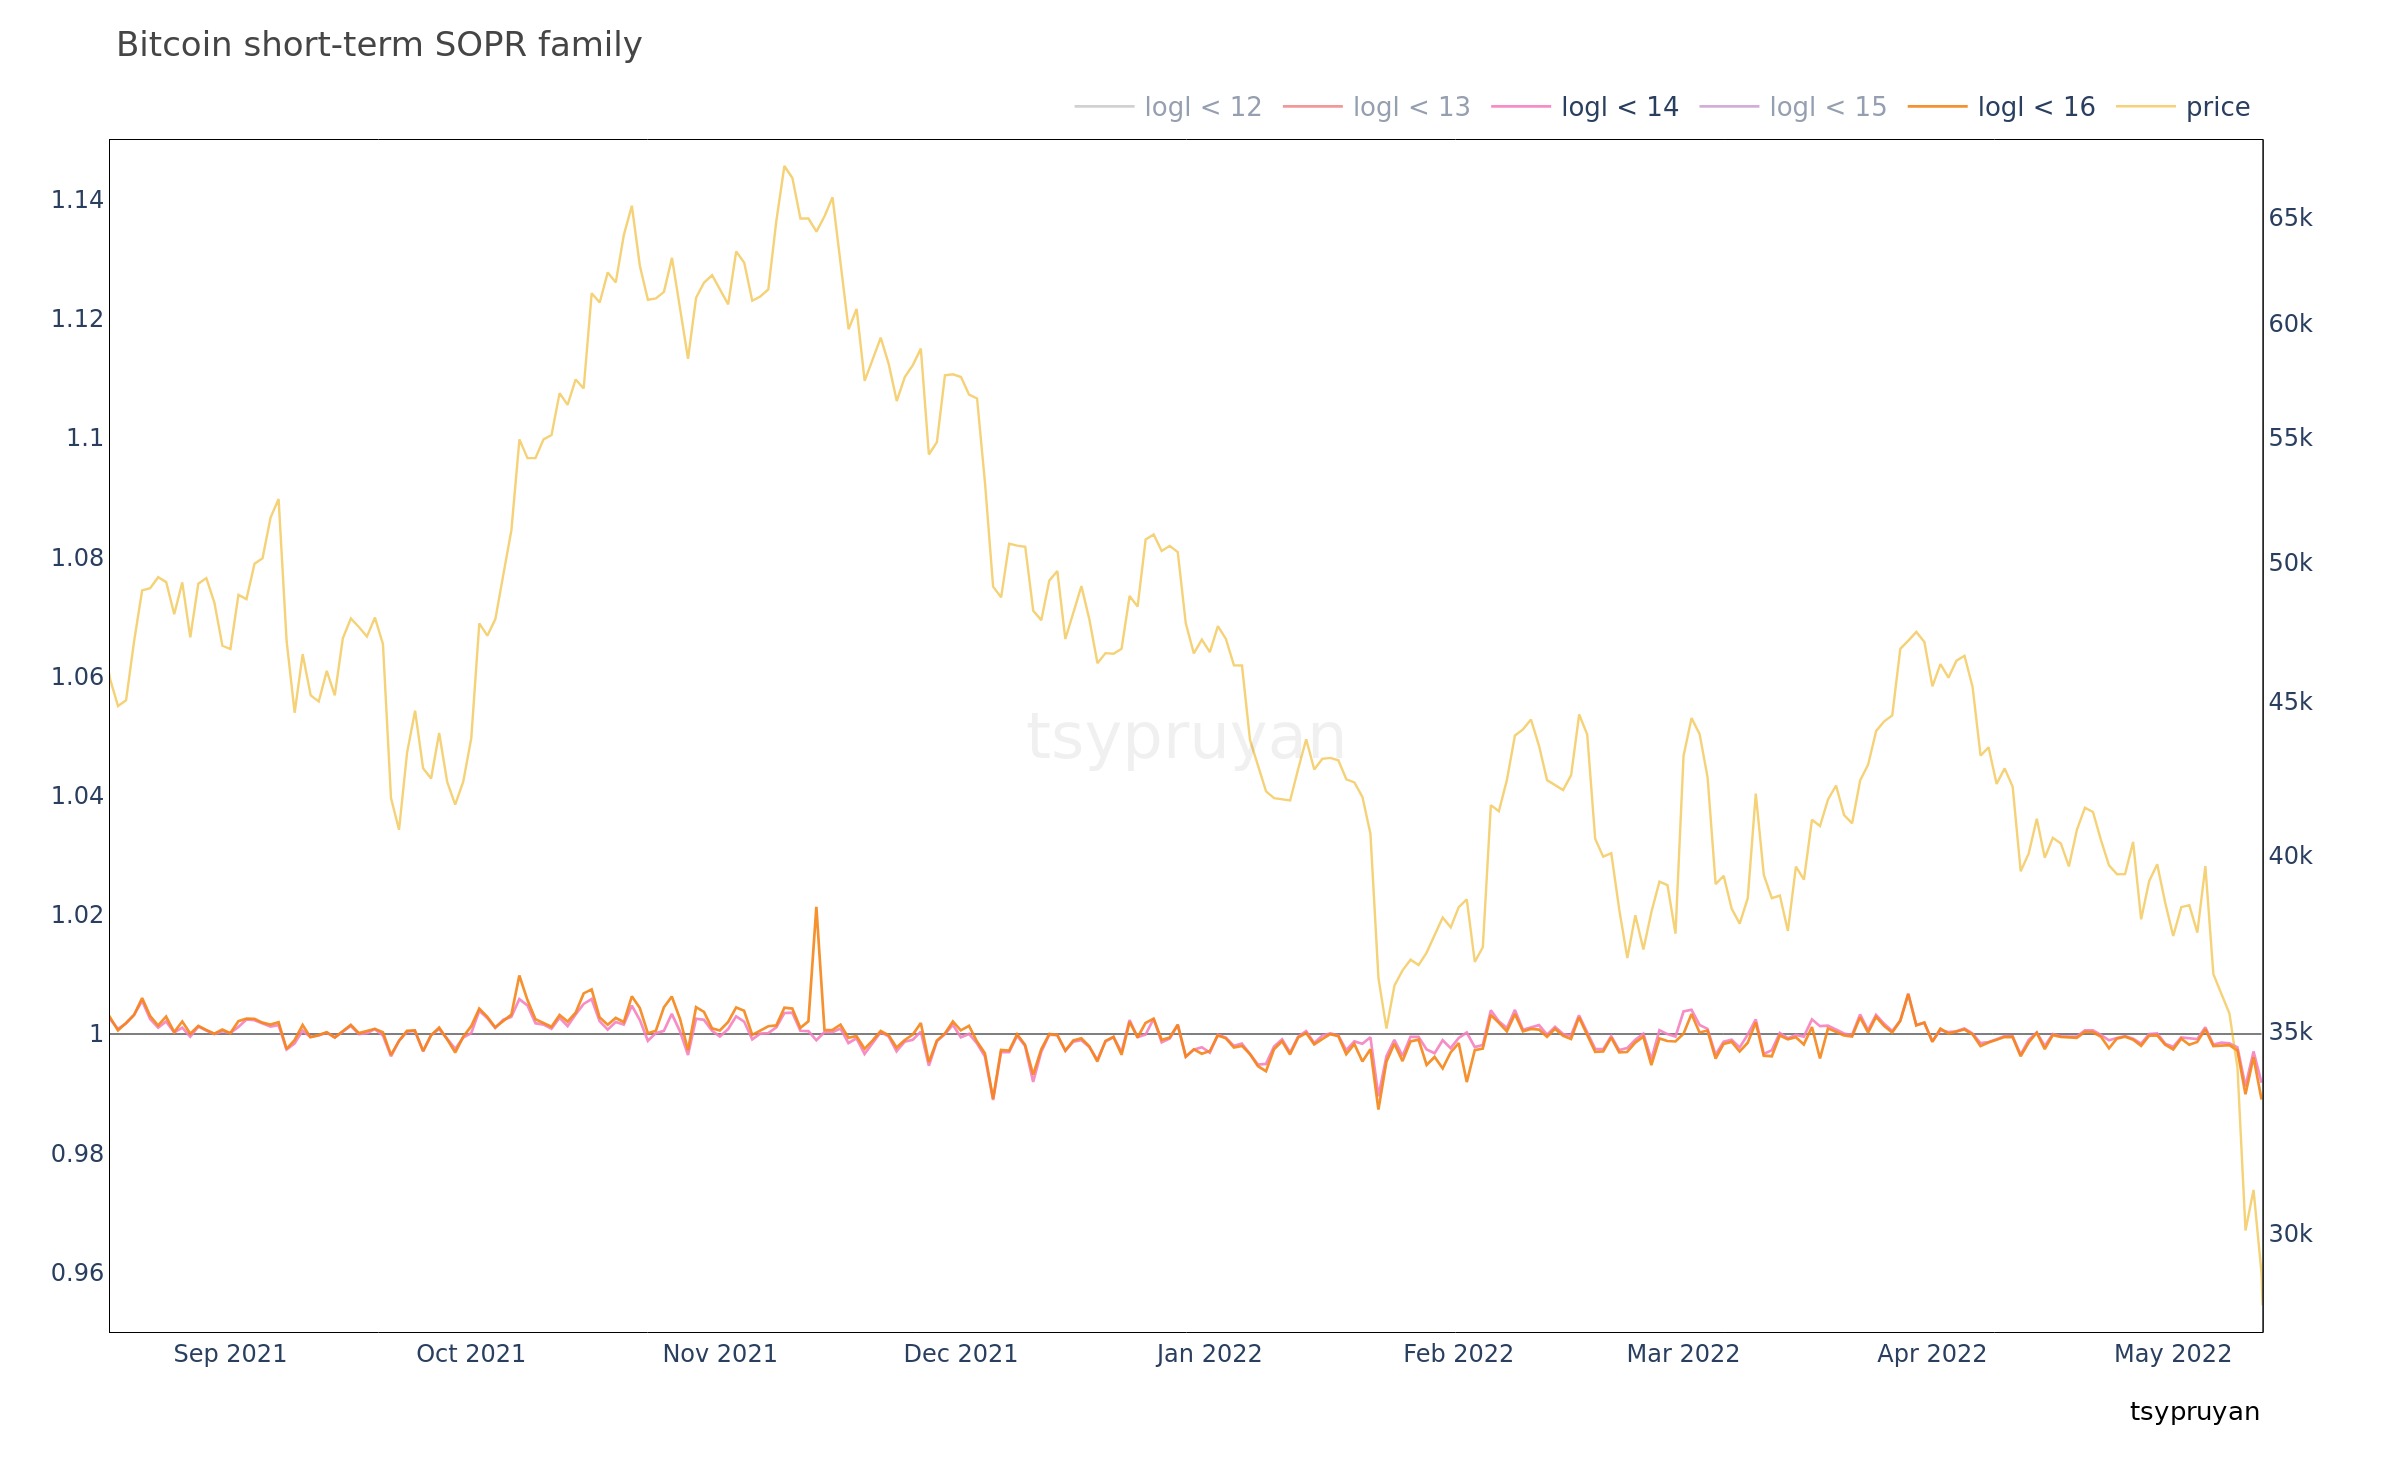 Bitcoin short-term SOPR family
logl < 12 logl < 13 logl < 14 logl < 15 logl < 16 price
1.14
1.12
1.1
1.08
1.06
1.04
1.02
1
0.98
0.96
65k
60k
55k
50k
45k
40k
35k
30k
tsypruyan
Sep 2021 Oct 2021 Nov 2021 Dec 2021 Jan 2022 Feb 2022 Mar 2022 Apr 2022 May 2022
tsypruyan